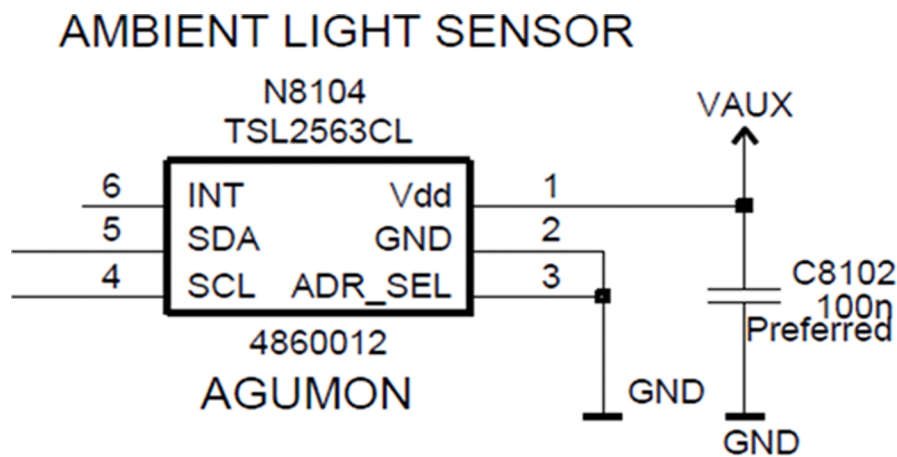 AMBIENT LIGHT SENSOR
N8104
TSL2563CL
VAUX
6 INT Vdd 1
5 SDA GND 2
4 SCL ADR_SEL 3
C8102
100n
Preferred
4860012
AGUMON
GND
GND